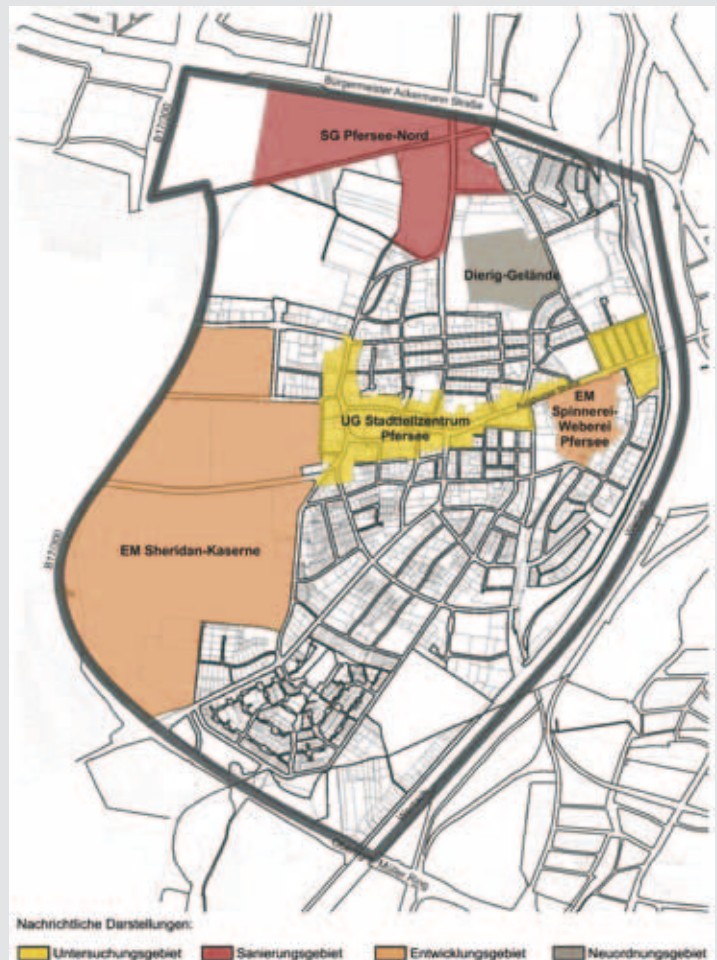 Bürgermeister Ackermann Straße
B17/300
SG Pfersee-Nord
Dierig-Gelände
UG Stadtteilzentrum
Pfersee
EM
Spinnerei-
Weberei
Pfersee
EM Sheridan-Kaserne
B17/300
Nachrichtliche Darstellungen:
Untersuchungsgebiet
Sanierungsgebiet
Entwicklungsgebiet
Neuordnungsgebiet